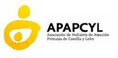 APAPCYL
Asociación de Pediatría de Atención
Primaria de Castilla y León